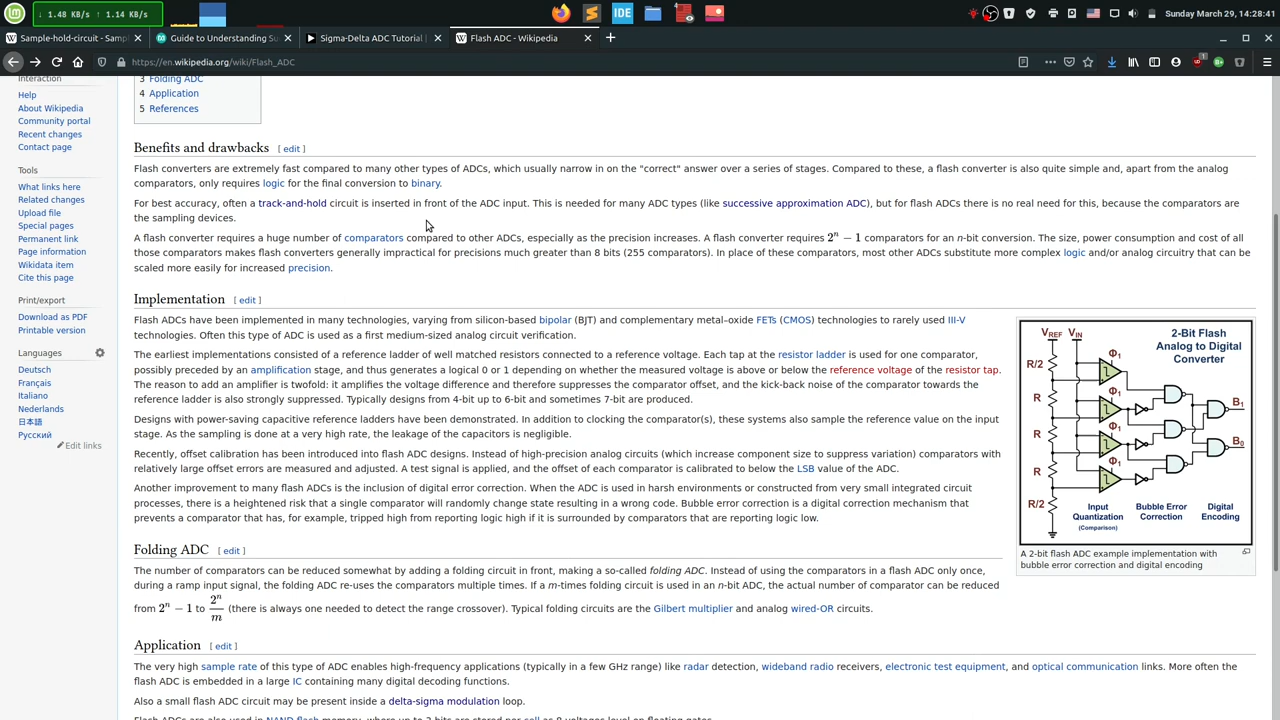 ↓ 1.48 KB/s ↑ 1.14 KB/s
IDE
Sunday March 29, 14:28:41
Sample-hold-circuit - Samp
Guide to Understanding Su
Sigma-Delta ADC Tutorial |
Flash ADC - Wikipedia
https://en.wikipedia.org/wiki/Flash_ADC
Interaction
Help
About Wikipedia
Community portal
Recent changes
Contact page
Tools
What links here
Related changes
Upload file
Special pages
Permanent link
Page information
Wikidata item
Cite this page
Print/export
Download as PDF
Printable version
Languages
Deutsch
Français
Italiano
Nederlands
日本語
Русский
Edit links
3 Folding ADC
4 Application
5 References
Benefits and drawbacks [ edit ]
Flash converters are extremely fast compared to many other types of ADCs, which usually narrow in on the "correct" answer over a series of stages. Compared to these, a flash converter is also quite simple and, apart from the analog
comparators, only requires logic for the final conversion to binary.
For best accuracy, often a track-and-hold circuit is inserted in front of the ADC input. This is needed for many ADC types (like successive approximation ADC), but for flash ADCs there is no real need for this, because the comparators are
the sampling devices.
A flash converter requires a huge number of comparators compared to other ADCs, especially as the precision increases. A flash converter requires 2ⁿ − 1 comparators for an n-bit conversion. The size, power consumption and cost of all
those comparators makes flash converters generally impractical for precisions much greater than 8 bits (255 comparators). In place of these comparators, most other ADCs substitute more complex logic and/or analog circuitry that can be
scaled more easily for increased precision.
Implementation [ edit ]
Flash ADCs have been implemented in many technologies, varying from silicon-based bipolar (BJT) and complementary metal–oxide FETs (CMOS) technologies to rarely used III-V
technologies. Often this type of ADC is used as a first medium-sized analog circuit verification.
The earliest implementations consisted of a reference ladder of well matched resistors connected to a reference voltage. Each tap at the resistor ladder is used for one comparator,
possibly preceded by an amplification stage, and thus generates a logical 0 or 1 depending on whether the measured voltage is above or below the reference voltage of the resistor tap.
The reason to add an amplifier is twofold: it amplifies the voltage difference and therefore suppresses the comparator offset, and the kick-back noise of the comparator towards the
reference ladder is also strongly suppressed. Typically designs from 4-bit up to 6-bit and sometimes 7-bit are produced.
Designs with power-saving capacitive reference ladders have been demonstrated. In addition to clocking the comparator(s), these systems also sample the reference value on the input
stage. As the sampling is done at a very high rate, the leakage of the capacitors is negligible.
Recently, offset calibration has been introduced into flash ADC designs. Instead of high-precision analog circuits (which increase component size to suppress variation) comparators with
relatively large offset errors are measured and adjusted. A test signal is applied, and the offset of each comparator is calibrated to below the LSB value of the ADC.
Another improvement to many flash ADCs is the inclusion of digital error correction. When the ADC is used in harsh environments or constructed from very small integrated circuit
processes, there is a heightened risk that a single comparator will randomly change state resulting in a wrong code. Bubble error correction is a digital correction mechanism that
prevents a comparator that has, for example, tripped high from reporting logic high if it is surrounded by comparators that are reporting logic low.
V_REF V_IN
2-Bit Flash
Analog to Digital
Converter
Φ₁
R/2
R
Φ₁
B₁
R
Φ₁
B₀
R
Φ₁
R/2
Input
Quantization
(Comparison)
Bubble Error
Correction
Digital
Encoding
A 2-bit flash ADC example implementation with
bubble error correction and digital encoding
Folding ADC [ edit ]
The number of comparators can be reduced somewhat by adding a folding circuit in front, making a so-called folding ADC. Instead of using the comparators in a flash ADC only once,
during a ramp input signal, the folding ADC re-uses the comparators multiple times. If a m-times folding circuit is used in an n-bit ADC, the actual number of comparator can be reduced
from 2ⁿ − 1 to 2ⁿ/m (there is always one needed to detect the range crossover). Typical folding circuits are the Gilbert multiplier and analog wired-OR circuits.
Application [ edit ]
The very high sample rate of this type of ADC enables high-frequency applications (typically in a few GHz range) like radar detection, wideband radio receivers, electronic test equipment, and optical communication links. More often the
flash ADC is embedded in a large IC containing many digital decoding functions.
Also a small flash ADC circuit may be present inside a delta-sigma modulation loop.
Flash ADCs are also used in NAND flash memory, where up to 3 bits are stored per cell as 8 voltages level on floating gates.